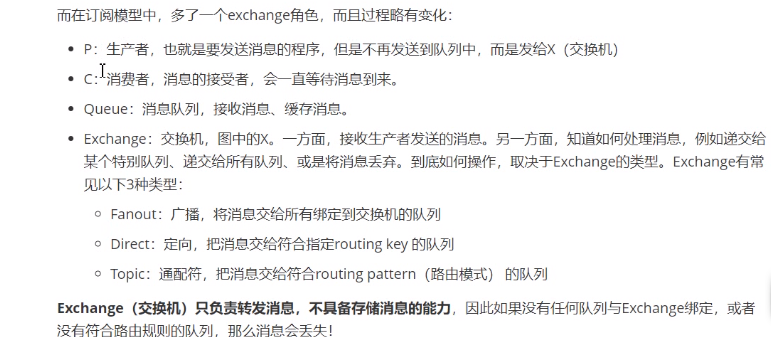 而在订阅模型中，多了一个exchange角色，而且过程略有变化：
P：生产者，也就是要发送消息的程序，但是不再发送到队列中，而是发给X（交换机）
C：消费者，消息的接受者，会一直等待消息到来。
Queue：消息队列，接收消息、缓存消息。
Exchange：交换机，图中的X。一方面，接收生产者发送的消息。另一方面，知道如何处理消息，例如递交给
某个特别队列、递交给所有队列、或是将消息丢弃。到底如何操作，取决于Exchange的类型。Exchange有常
见以下3种类型：
Fanout：广播，将消息交给所有绑定到交换机的队列
Direct：定向，把消息交给符合指定routing key 的队列
Topic：通配符，把消息交给符合routing pattern（路由模式） 的队列
Exchange（交换机）只负责转发消息，不具备存储消息的能力，因此如果没有任何队列与Exchange绑定，或者
没有符合路由规则的队列，那么消息会丢失！